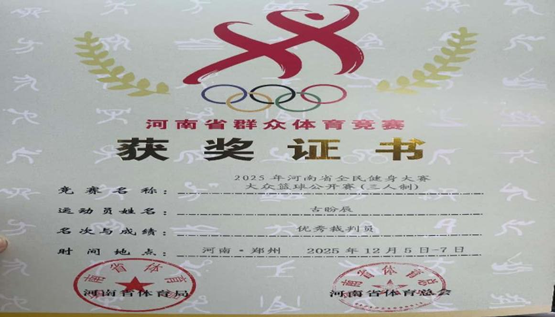 河南省群众体育竞赛
获奖证书
2025年河南省全民健身大赛
竞赛名称: 大众篮球公开赛(三人制)
运动员姓名: 古盼辰
名次与成绩: 优秀裁判员
时间地点: 河南·郑州 2025年12月5日-7日
河南省体育局
河南省体育总会